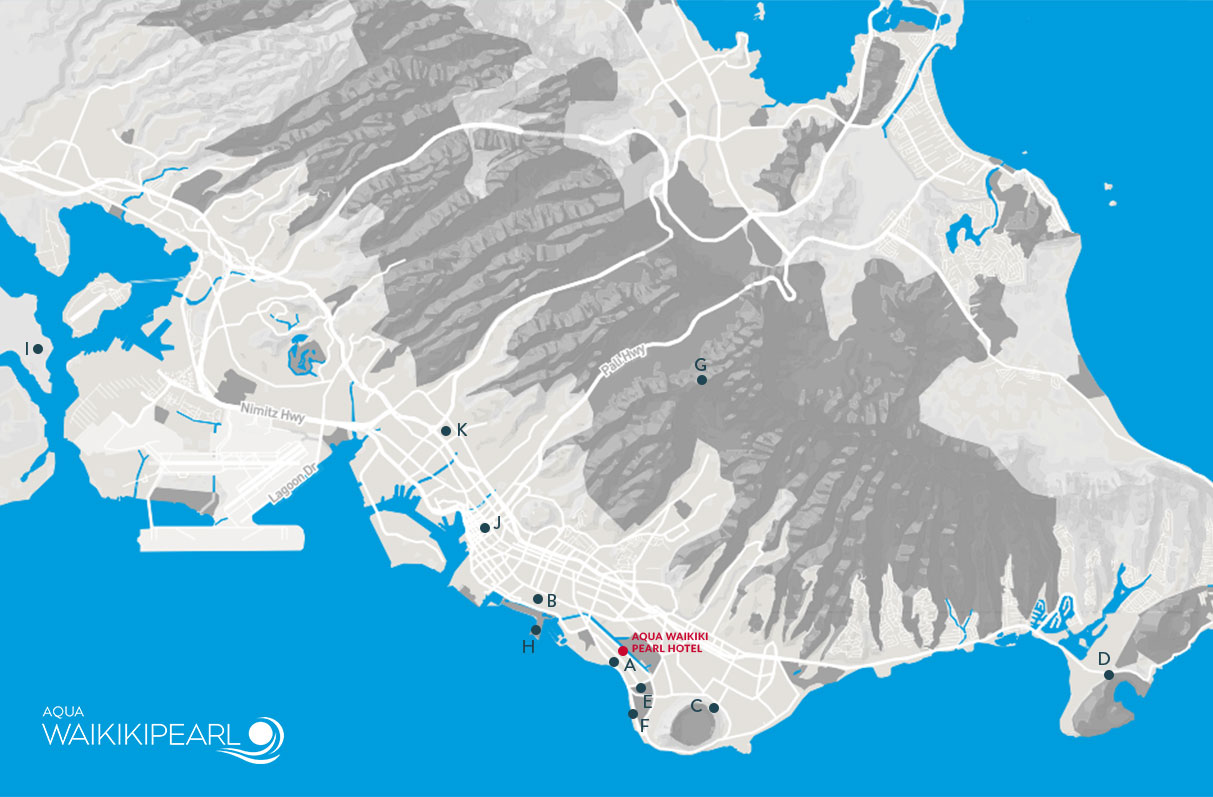 G
Pali Hwy
I
Nimitz Hwy
K
Lagoon Dr
J
B
H
AQUA WAIKIKI
PEARL HOTEL
A
D
E
C
F
AQUA
WAIKIKIPEARL